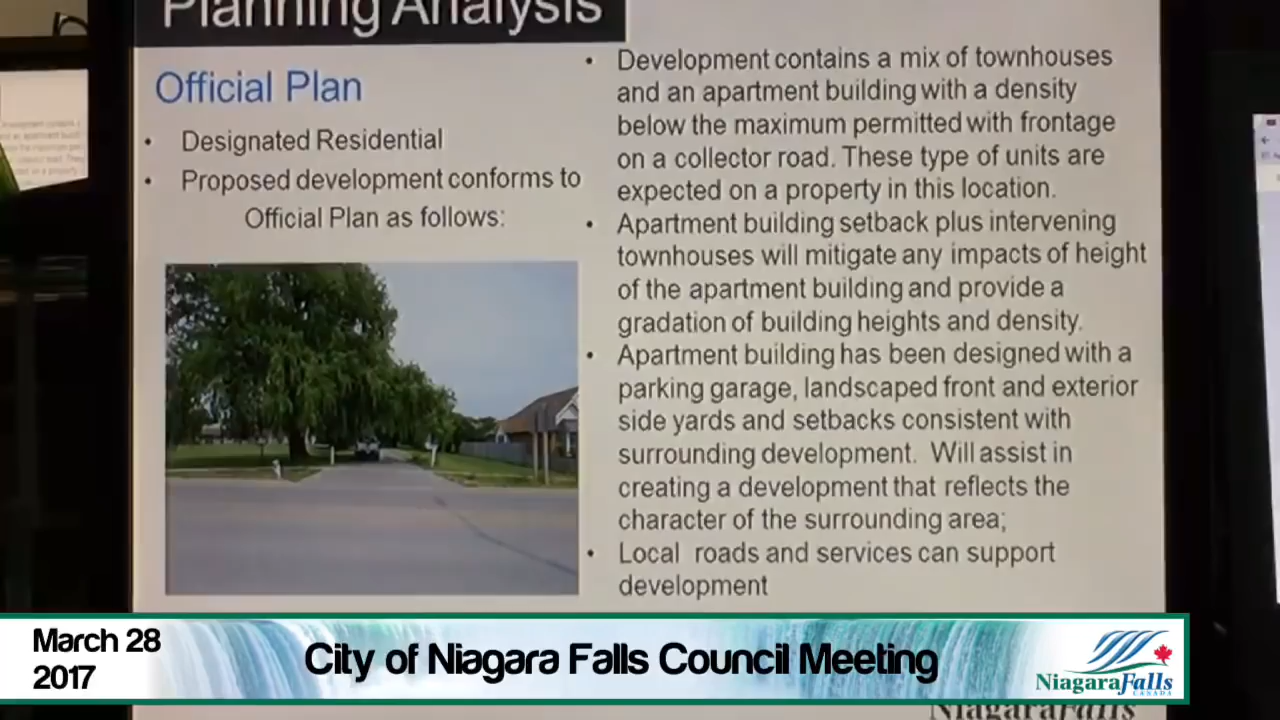 Planning Analysis
Official Plan
• Designated Residential
• Proposed development conforms to
Official Plan as follows:
• Development contains a mix of townhouses
and an apartment building with a density
below the maximum permitted with frontage
on a collector road. These type of units are
expected on a property in this location.
• Apartment building setback plus intervening
townhouses will mitigate any impacts of height
of the apartment building and provide a
gradation of building heights and density.
• Apartment building has been designed with a
parking garage, landscaped front and exterior
side yards and setbacks consistent with
surrounding development. Will assist in
creating a development that reflects the
character of the surrounding area;
• Local roads and services can support
development
March 28
2017
City of Niagara Falls Council Meeting
NiagaraFalls
CANADA
NiagaraFalls